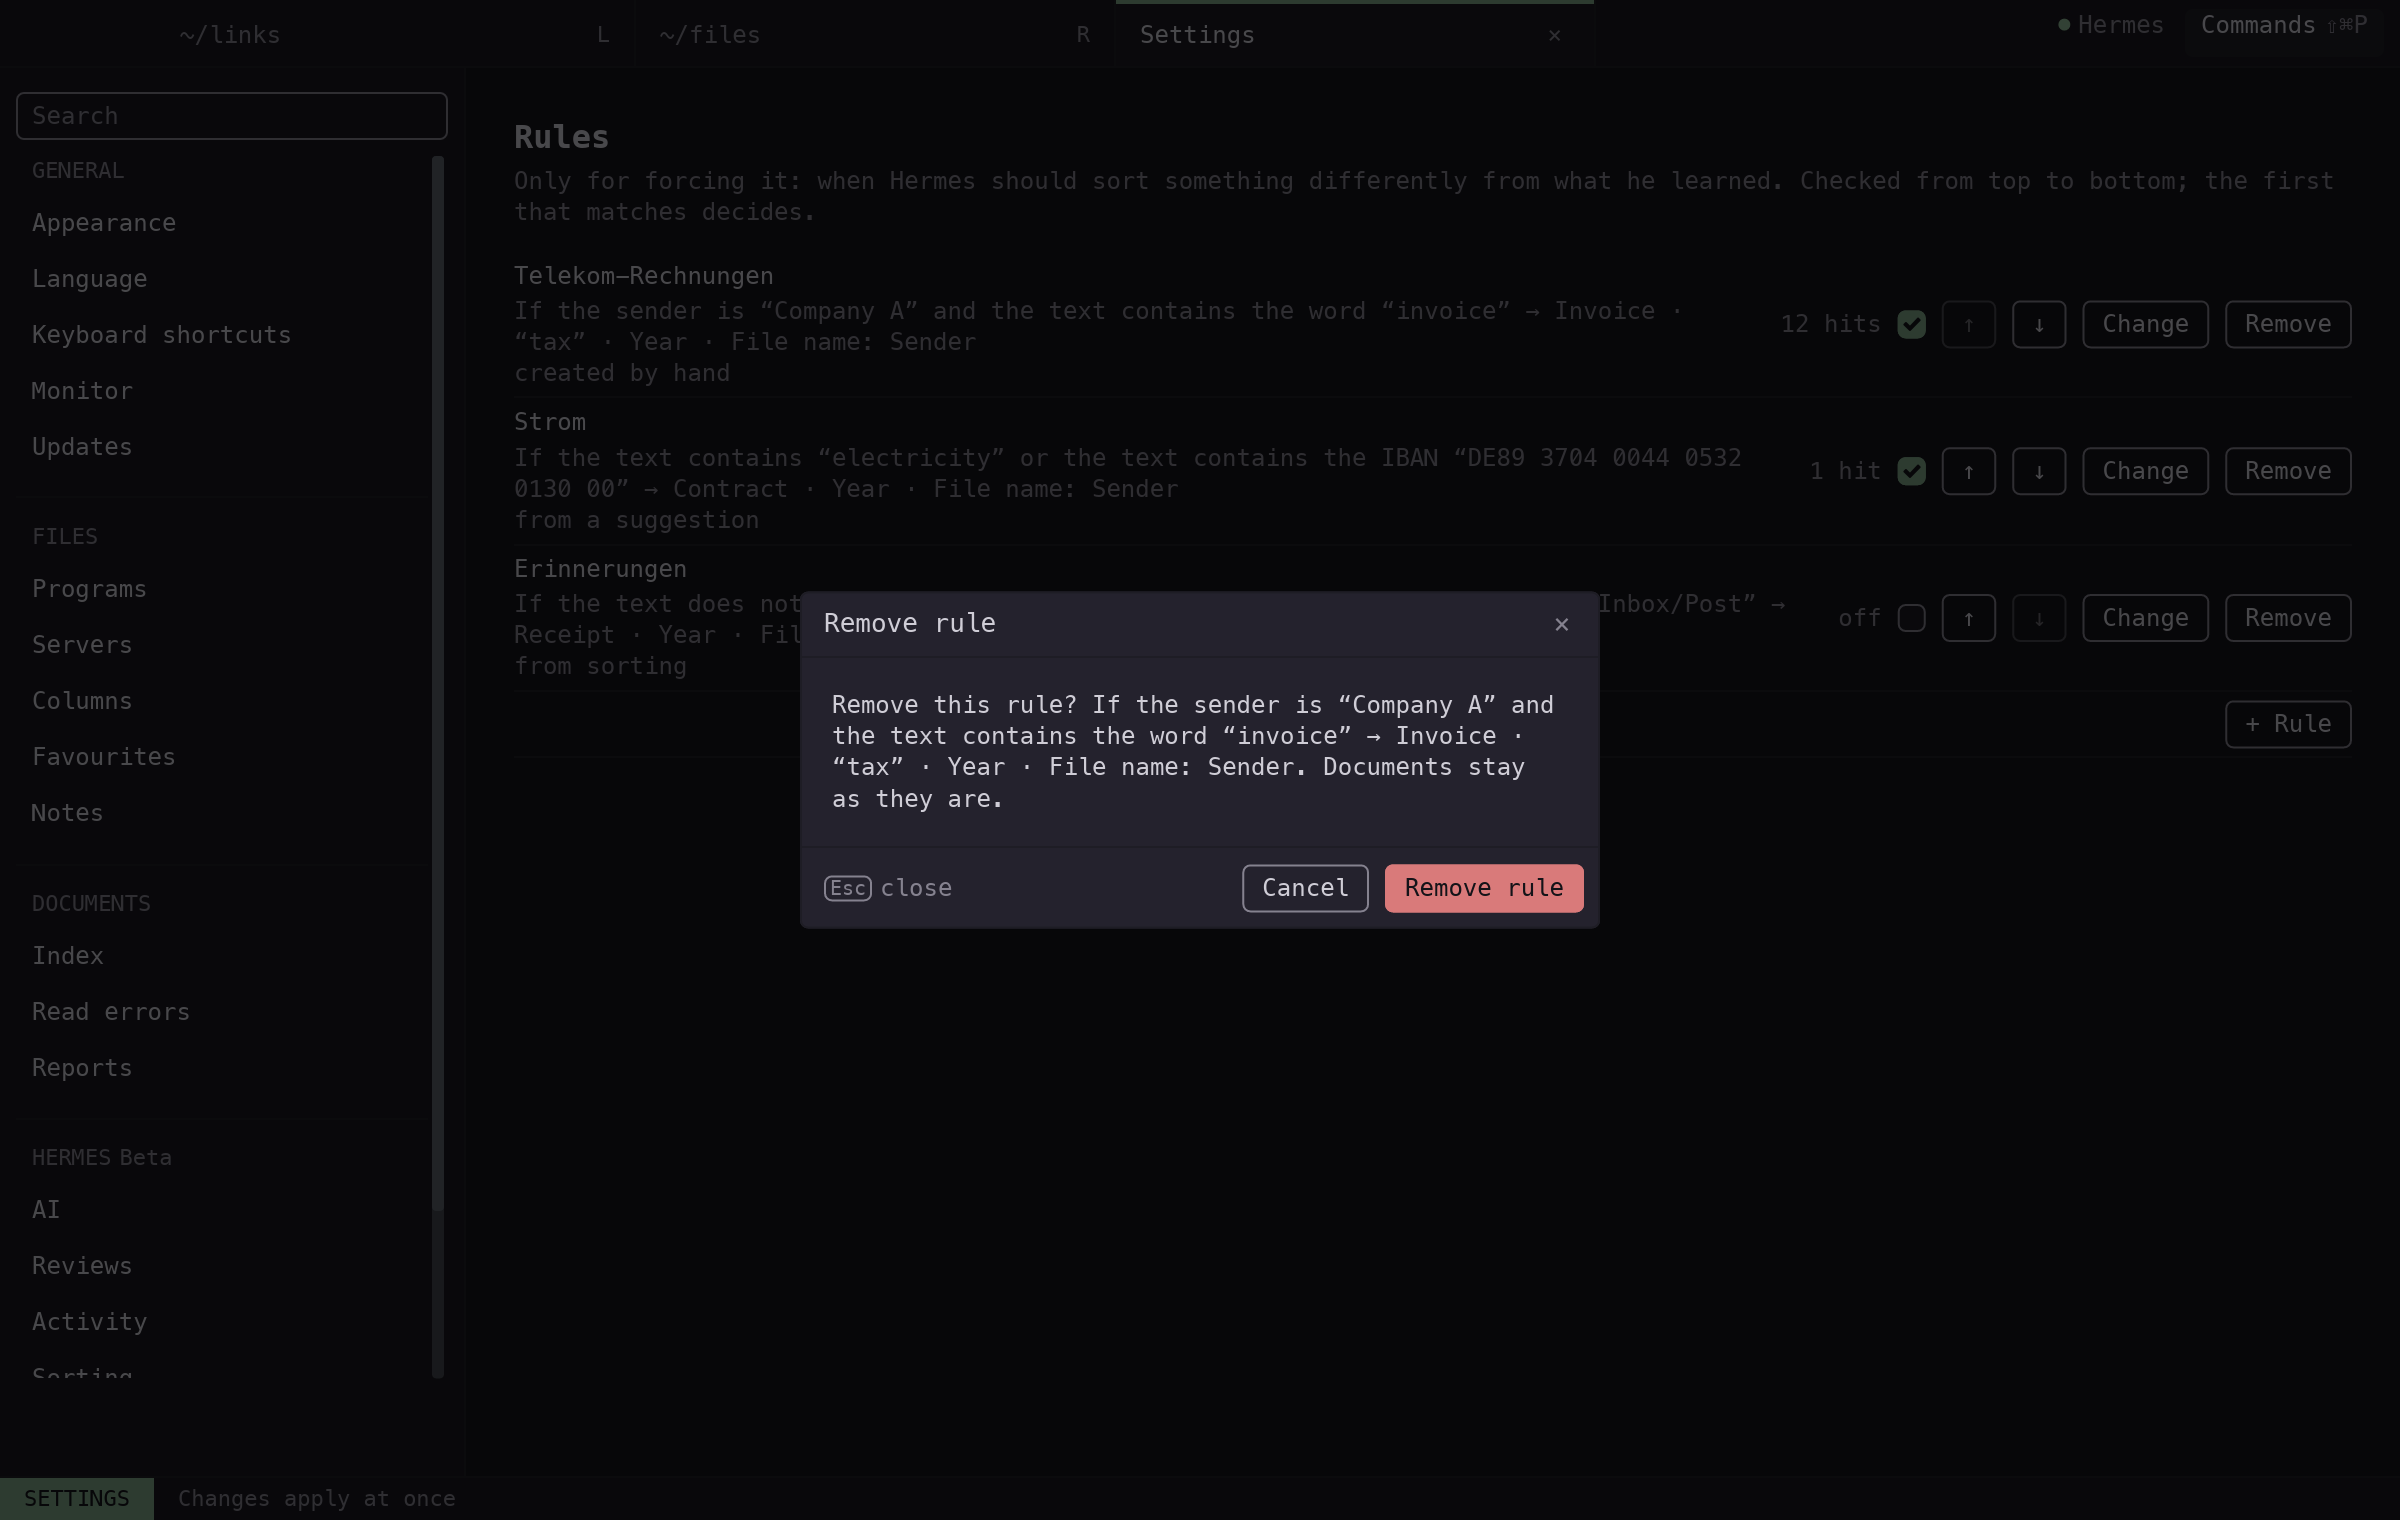 ~/links L ~/files R Settings × Hermes Commands ⇧⌘P
Search
GENERAL
Appearance
Language
Keyboard shortcuts
Monitor
Updates
FILES
Programs
Servers
Columns
Favourites
Notes
DOCUMENTS
Index
Read errors
Reports
HERMES Beta
AI
Reviews
Activity
Sorting
Rules
Only for forcing it: when Hermes should sort something differently from what he learned. Checked from top to bottom; the first
that matches decides.
Telekom–Rechnungen
If the sender is “Company A” and the text contains the word “invoice” → Invoice ·
“tax” · Year · File name: Sender
created by hand
12 hits ↑ ↓ Change Remove
Strom
If the text contains “electricity” or the text contains the IBAN “DE89 3704 0044 0532
0130 00” → Contract · Year · File name: Sender
from a suggestion
1 hit ↑ ↓ Change Remove
Erinnerungen
If the text does not Inbox/Post” →
Receipt · Year · Fil
from sorting
off ↑ ↓ Change Remove
+ Rule
Remove rule ×
Remove this rule? If the sender is “Company A” and
the text contains the word “invoice” → Invoice ·
“tax” · Year · File name: Sender. Documents stay
as they are.
Esc close Cancel Remove rule
SETTINGS Changes apply at once